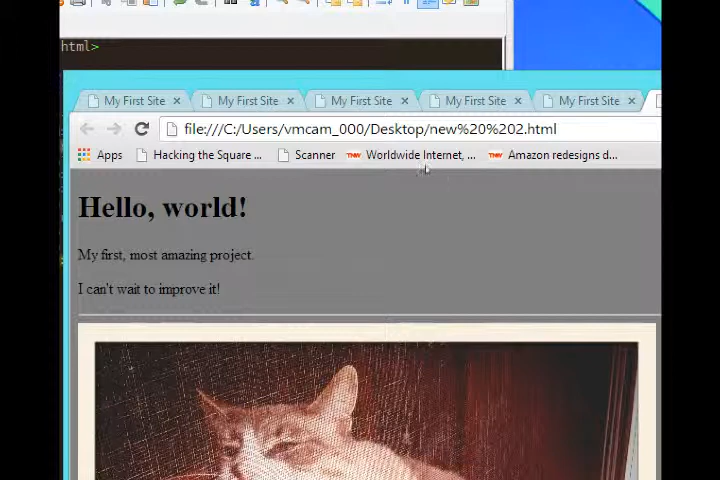 html>
My First Site
My First Site
My First Site
My First Site
My First Site
file:///C:/Users/vmcam_000/Desktop/new%20%202.html
Apps
Hacking the Square ...
Scanner
TNW
Worldwide Internet, ...
TNW
Amazon redesigns d...
Hello, world!
My first, most amazing project.
I can't wait to improve it!